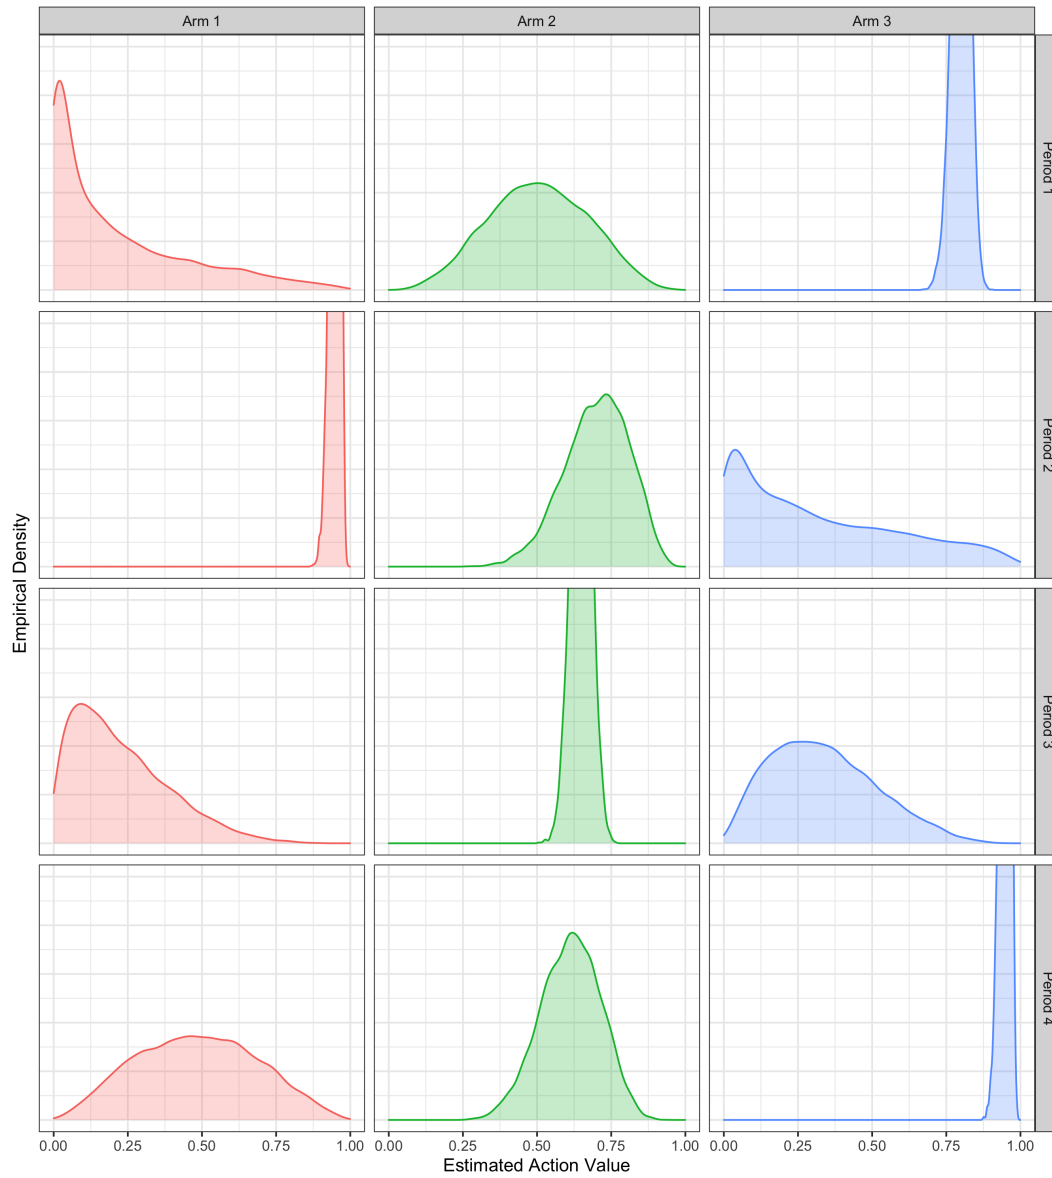 Arm 1 Arm 2 Arm 3
Period 1
Period 2
Period 3
Period 4
Empirical Density
0.00 0.25 0.50 0.75 1.00 0.00 0.25 0.50 0.75 1.00 0.00 0.25 0.50 0.75 1.00
Estimated Action Value